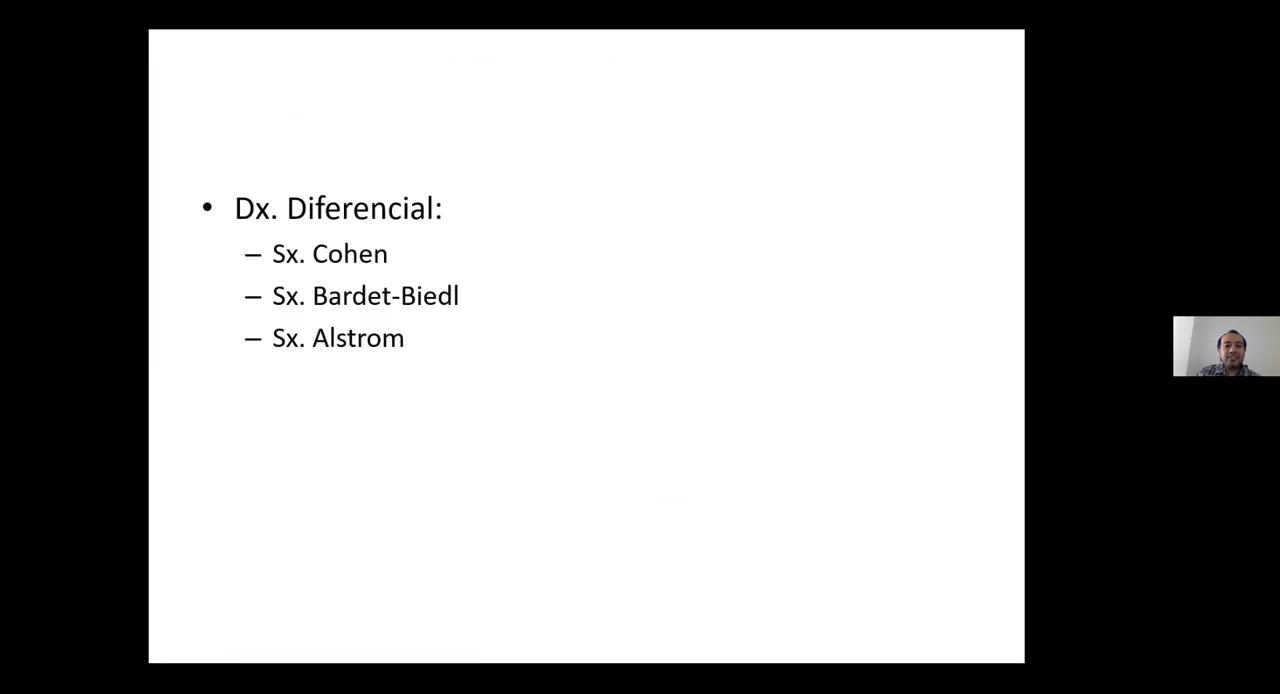 • Dx. Diferencial:
– Sx. Cohen
– Sx. Bardet-Biedl
– Sx. Alstrom